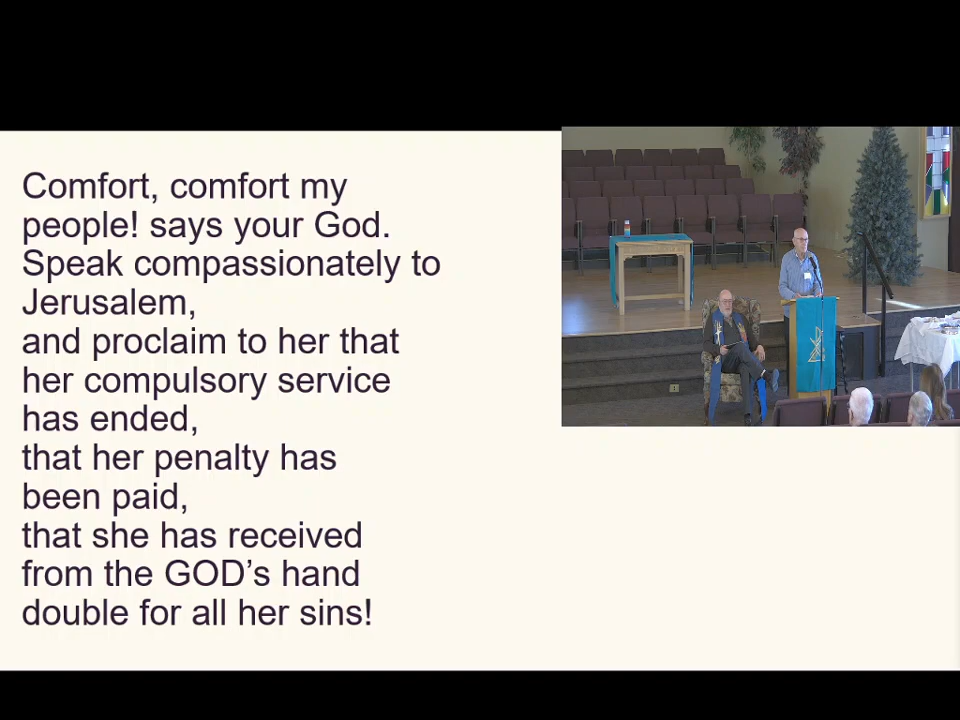 Comfort, comfort my
people! says your God.
Speak compassionately to
Jerusalem,
and proclaim to her that
her compulsory service
has ended,
that her penalty has
been paid,
that she has received
from the GOD’s hand
double for all her sins!